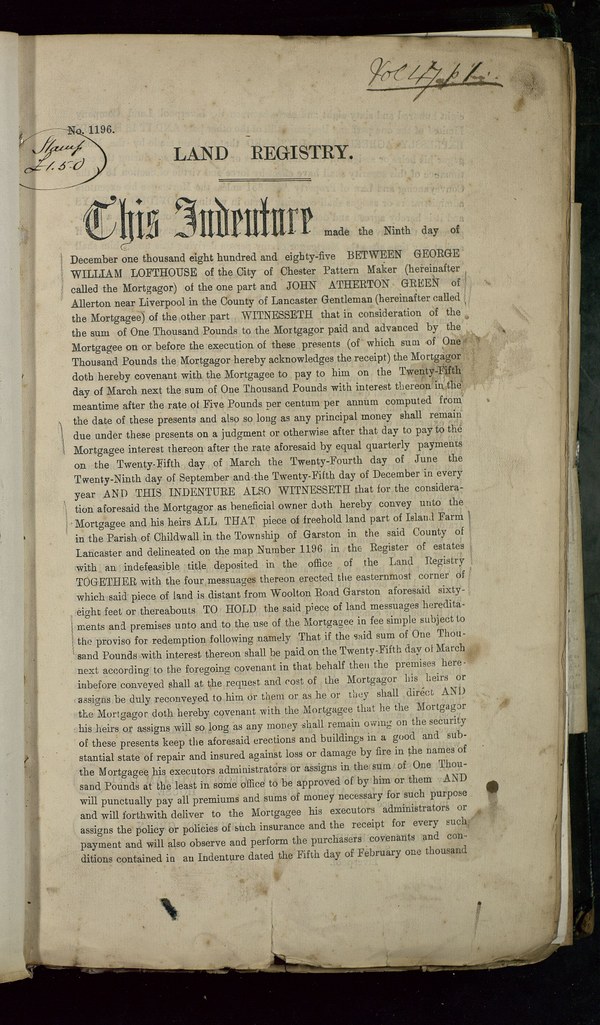 Vol 47 p 1
No. 1196.
Stamp
£1.5-0
LAND REGISTRY.
This Indenture made the Ninth day of
December one thousand eight hundred and eighty-five BETWEEN GEORGE
WILLIAM LOFTHOUSE of the City of Chester Pattern Maker (hereinafter
called the Mortgagor) of the one part and JOHN ATHERTON GREEN of
Allerton near Liverpool in the County of Lancaster Gentleman (hereinafter called
the Mortgagee) of the other part WITNESSETH that in consideration of the
the sum of One Thousand Pounds to the Mortgagor paid and advanced by the
Mortgagee on or before the execution of these presents (of which sum of One
Thousand Pounds the Mortgagor hereby acknowledges the receipt) the Mortgagor
doth hereby covenant with the Mortgagee to pay to him on the Twenty-Fifth
day of March next the sum of One Thousand Pounds with interest thereon in the
meantime after the rate of Five Pounds per centum per annum computed from
the date of these presents and also so long as any principal money shall remain
due under these presents on a judgment or otherwise after that day to pay to the
Mortgagee interest thereon after the rate aforesaid by equal quarterly payments
on the Twenty-Fifth day of March the Twenty-Fourth day of June the
Twenty-Ninth day of September and the Twenty-Fifth day of December in every
year AND THIS INDENTURE ALSO WITNESSETH that for the considera-
tion aforesaid the Mortgagor as beneficial owner doth hereby convey unto the
Mortgagee and his heirs ALL THAT piece of freehold land part of Island Farm
in the Parish of Childwall in the Township of Garston in the said County of
Lancaster and delineated on the map Number 1196 in the Register of estates
with an indefeasible title deposited in the office of the Land Registry
TOGETHER with the four messuages thereon erected the easternmost corner of
which said piece of land is distant from Woolton Road Garston aforesaid sixty-
eight feet or thereabouts TO HOLD the said piece of land messuages heredita-
ments and premises unto and to the use of the Mortgagee in fee simple subject to
the proviso for redemption following namely That if the said sum of One Thou-
sand Pounds with interest thereon shall be paid on the Twenty-Fifth day of March
next according to the foregoing covenant in that behalf then the premises here-
inbefore conveyed shall at the request and cost of the Mortgagor his heirs or
assigns be duly reconveyed to him or them or as he or they shall direct AND
the Mortgagor doth hereby covenant with the Mortgagee that he the Mortgagor
his heirs or assigns will so long as any money shall remain owing on the security
of these presents keep the aforesaid erections and buildings in a good and sub-
stantial state of repair and insured against loss or damage by fire in the names of
the Mortgagee his executors administrators or assigns in the sum of One Thou-
sand Pounds at the least in some office to be approved of by him or them AND
will punctually pay all premiums and sums of money necessary for such purpose
and will forthwith deliver to the Mortgagee his executors administrators or
assigns the policy or policies of such insurance and the receipt for every such
payment and will also observe and perform the purchasers covenants and con-
ditions contained in an Indenture dated the Fifth day of February one thousand